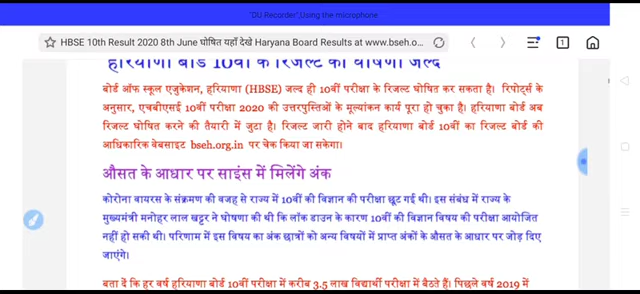 "DU Recorder",Using the microphone
HBSE 10th Result 2020 8th June घोषित यहाँ देखे Haryana Board Results at www.bseh.org.in
हरियाणा बोर्ड 10वीं के रिजल्ट की घोषणा जल्द
बोर्ड ऑफ स्कूल एजुकेशन, हरियाणा (HBSE) जल्द ही 10वीं परीक्षा के रिजल्ट घोषित कर सकता है। रिपोर्ट्स के
अनुसार, एचबीएसई 10वीं परीक्षा 2020 की उत्तरपुस्तिओं के मूल्यांकन कार्य पूरा हो चुका है। हरियाणा बोर्ड अब
रिजल्ट घोषित करने की तैयारी में जुटा है। रिजल्ट जारी होने बाद हरियाणा बोर्ड 10वीं का रिजल्ट बोर्ड की
आधिकारिक वेबसाइट bseh.org.in पर चेक किया जा सकेगा।
औसत के आधार पर साइंस में मिलेंगे अंक
कोरोना वायरस के संक्रमण की वजह से राज्य में 10वीं की विज्ञान की परीक्षा छूट गई थी। इस संबंध में राज्य के
मुख्यमंत्री मनोहर लाल खट्टर ने घोषणा की थी कि लॉक डाउन के कारण 10वीं की विज्ञान विषय की परीक्षा आयोजित
नहीं हो सकी थी। परिणाम में इस विषय का अंक छात्रों को अन्य विषयों में प्राप्त अंकों के औसत के आधार पर जोड़ दिए
जाएंगे।
बता दें कि हर वर्ष हरियाणा बोर्ड 10वीं परीक्षा में करीब 3.5 लाख विद्यार्थी परीक्षा में बैठते हैं। पिछले वर्ष 2019 में
1